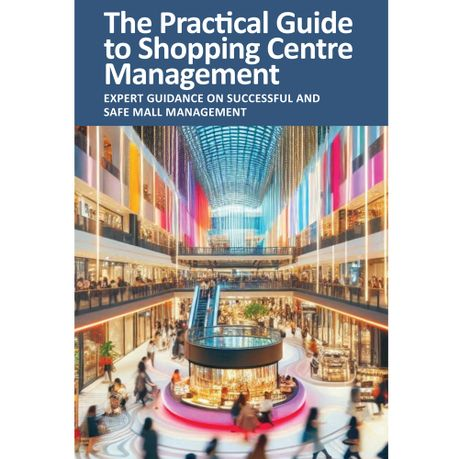 The Practical Guide
to Shopping Centre
Management
EXPERT GUIDANCE ON SUCCESSFUL AND
SAFE MALL MANAGEMENT